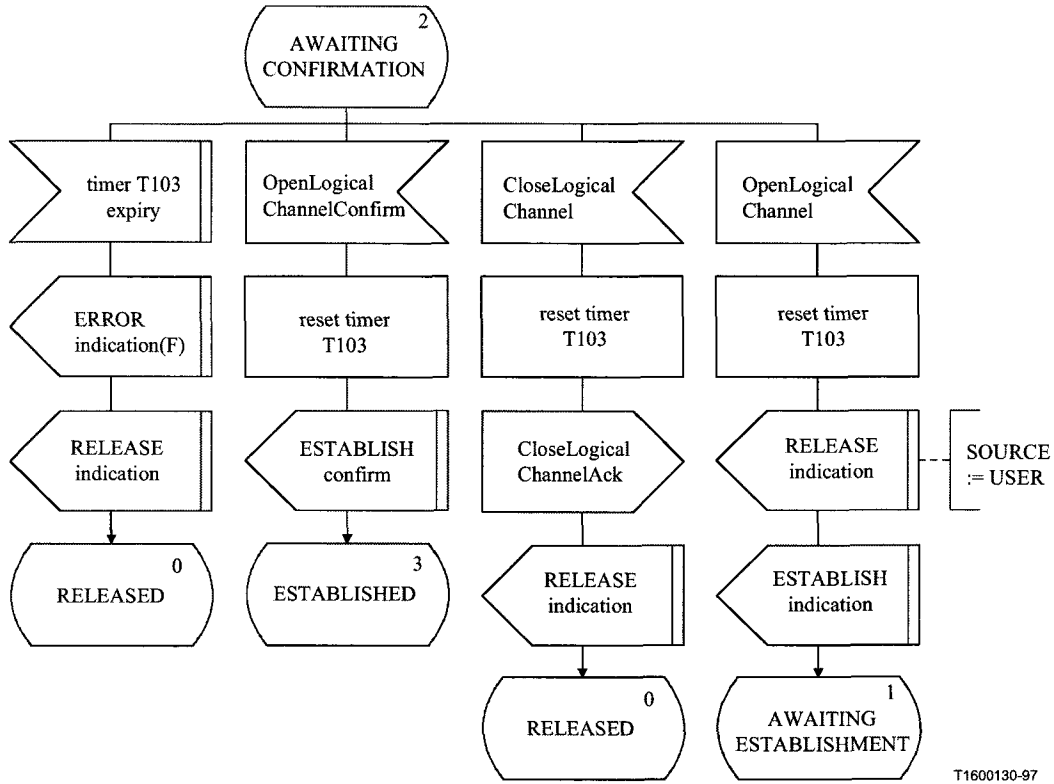 2
AWAITING
CONFIRMATION
timer T103
expiry
OpenLogical
ChannelConfirm
CloseLogical
Channel
OpenLogical
Channel
ERROR
indication(F)
reset timer
T103
reset timer
T103
reset timer
T103
RELEASE
indication
ESTABLISH
confirm
CloseLogical
ChannelAck
RELEASE
indication
SOURCE
:= USER
0
RELEASED
3
ESTABLISHED
RELEASE
indication
ESTABLISH
indication
0
RELEASED
1
AWAITING
ESTABLISHMENT
T1600130-97